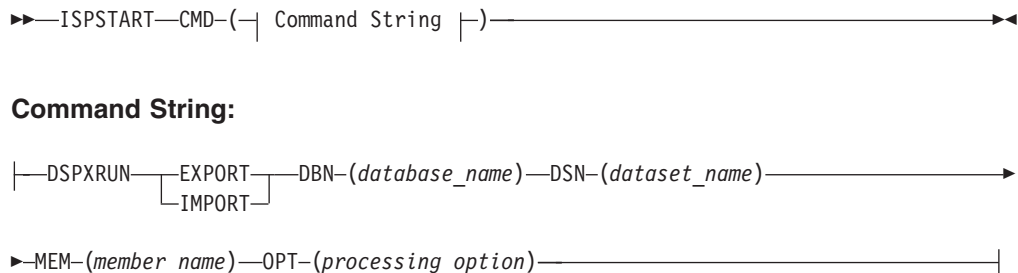 ►►—ISPSTART—CMD—(—┤ Command String ├—)—►◄
Command String:
├—DSPXRUN—EXPORT—DBN—(database_name)—DSN—(dataset_name)—►
IMPORT
►—MEM—(member name)—OPT—(processing option)—┤